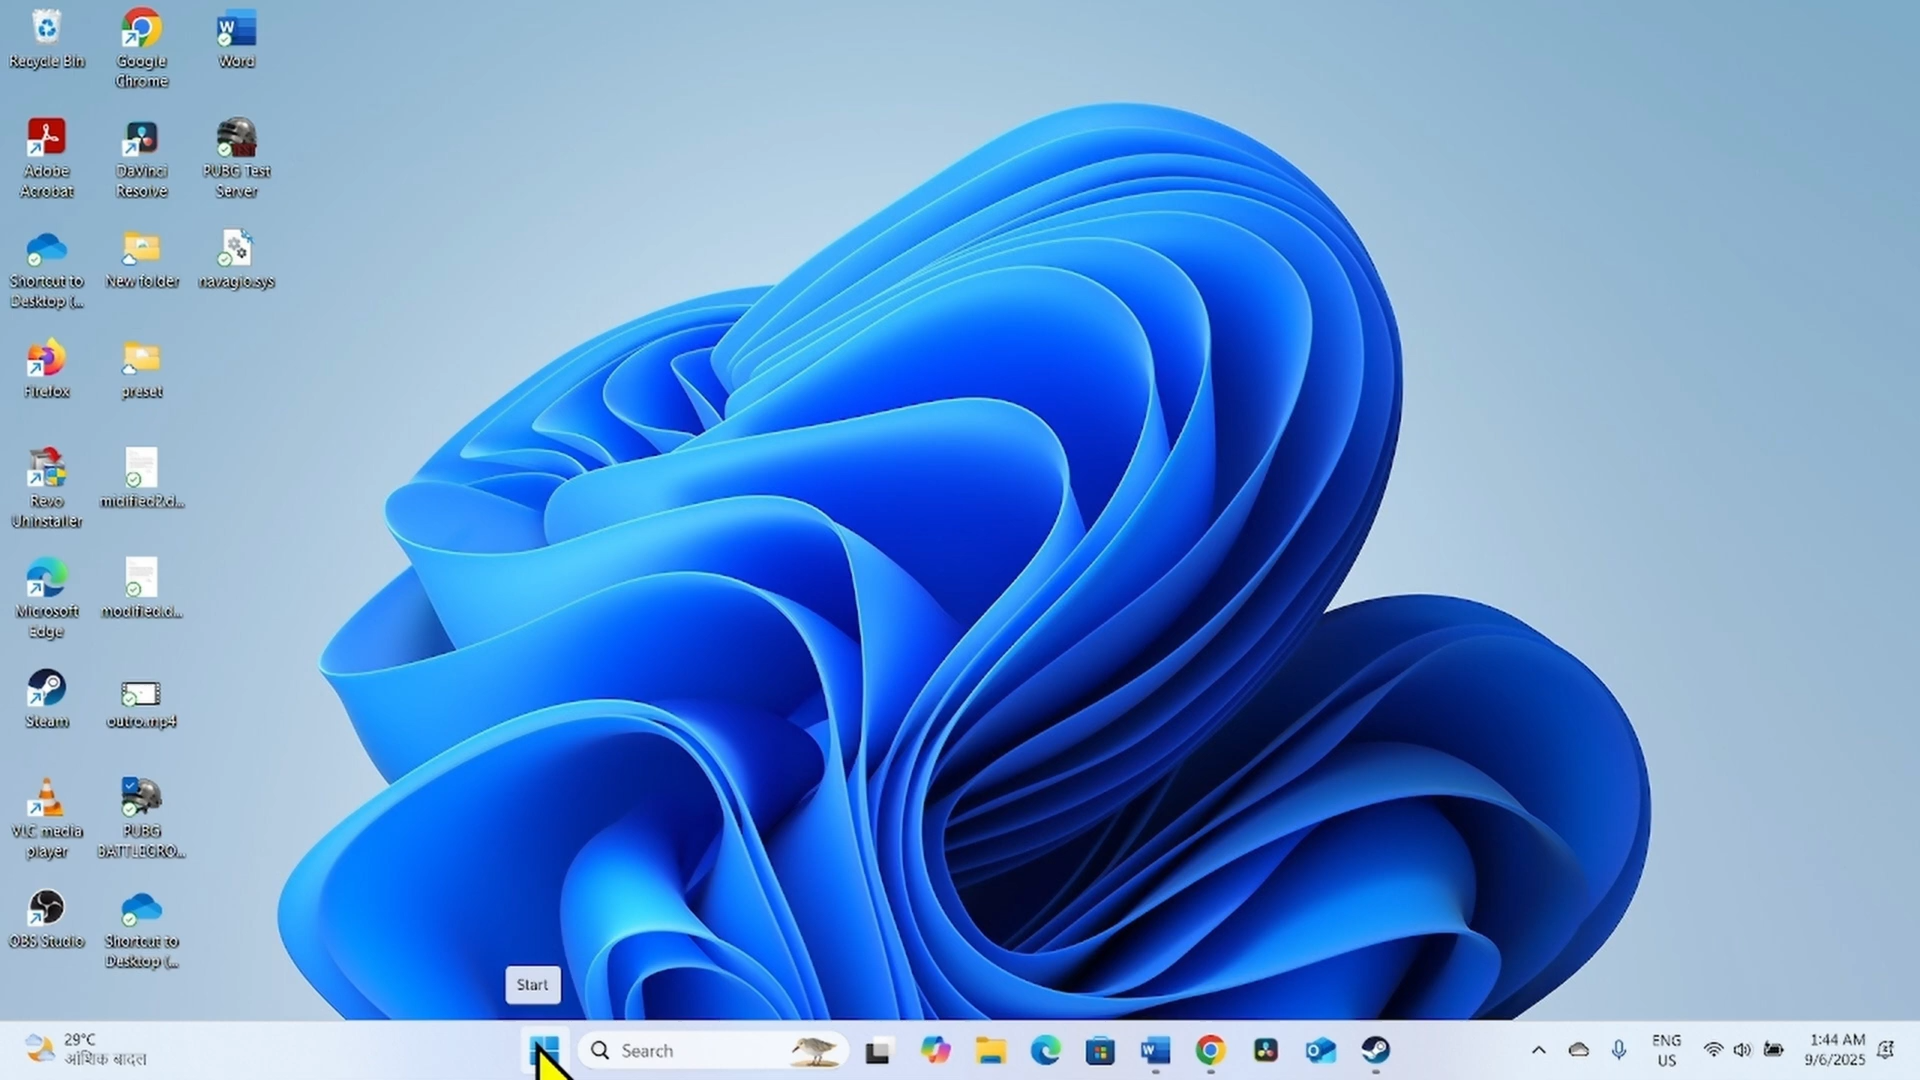 Recycle Bin
Google
Chrome
Word
Adobe
Acrobat
DaVinci
Resolve
PUBG Test
Server
Shortcut to
Desktop (...
New folder
navagio.sys
Firefox
preset
Revo
Uninstaller
midified2.d...
Microsoft
Edge
modified.d...
Steam
outro.mp4
VLC media
player
PUBG
BATTLEGRO...
OBS Studio
Shortcut to
Desktop (...
Start
29°C
आंशिक बादल
Search
ENG
US
1:44 AM
9/6/2025